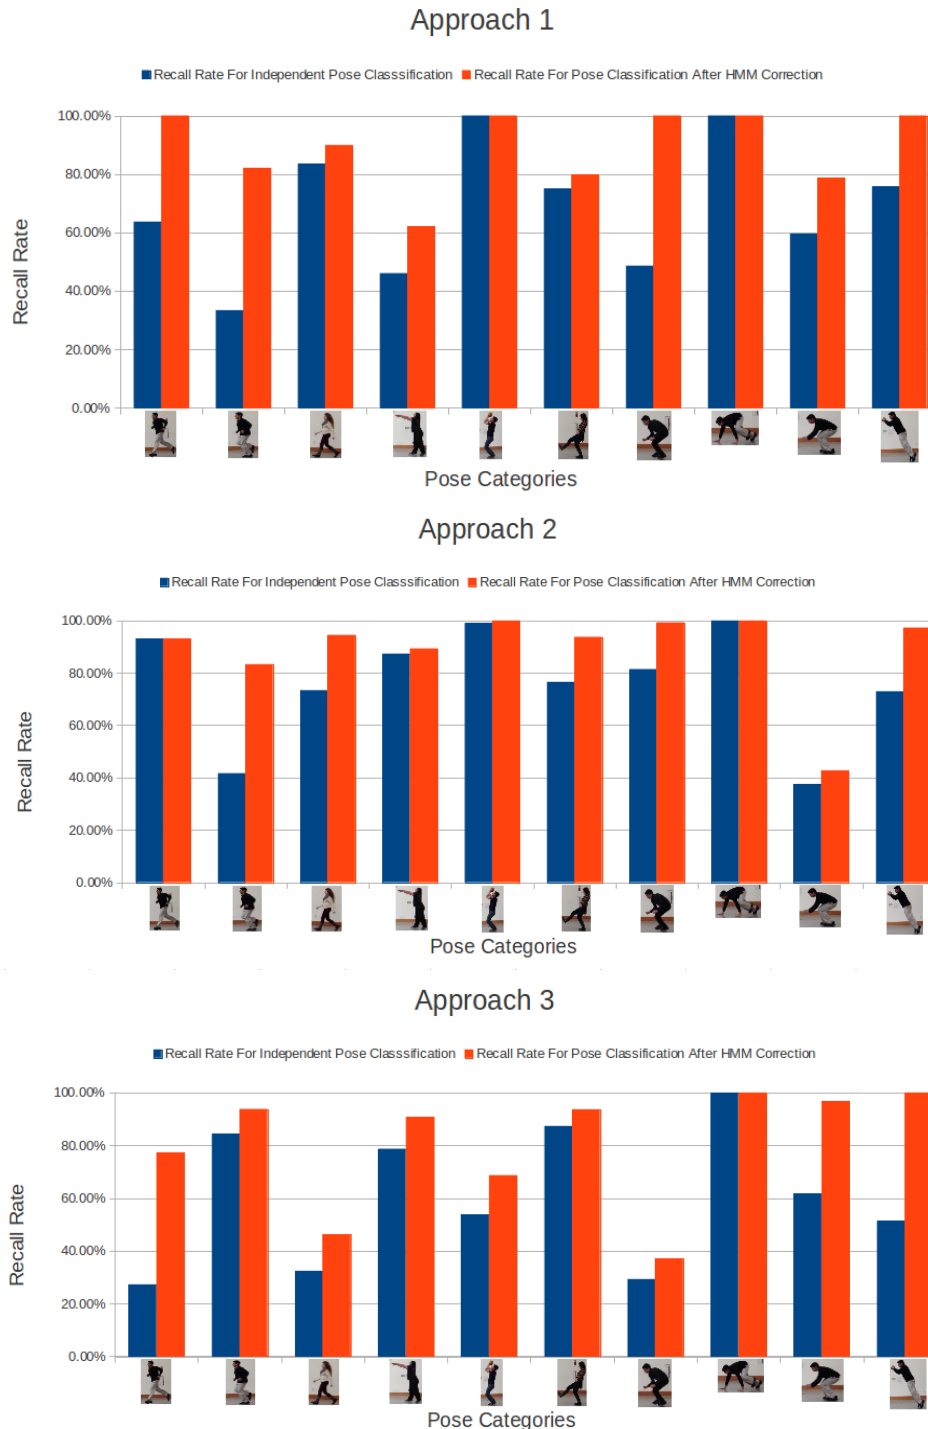 Approach 1
Recall Rate For Independent Pose Classsification Recall Rate For Pose Classification After HMM Correction
100.00%
80.00%
60.00%
40.00%
20.00%
0.00%
Recall Rate
Pose Categories
Approach 2
Recall Rate For Independent Pose Classsification Recall Rate For Pose Classification After HMM Correction
100.00%
80.00%
60.00%
40.00%
20.00%
0.00%
Recall Rate
Pose Categories
Approach 3
Recall Rate For Independent Pose Classsification Recall Rate For Pose Classification After HMM Correction
100.00%
80.00%
60.00%
40.00%
20.00%
0.00%
Recall Rate
Pose Categories